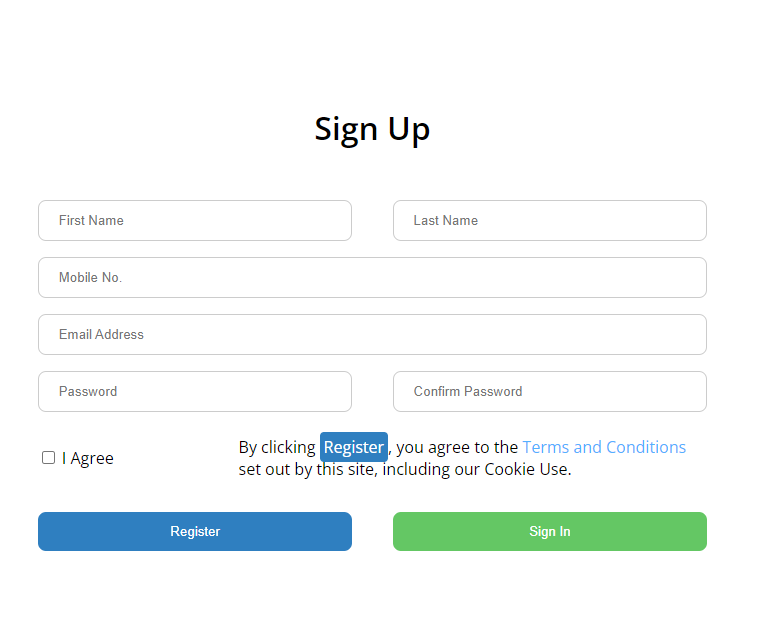 Sign Up
First Name Last Name
Mobile No.
Email Address
Password Confirm Password
I Agree
By clicking Register, you agree to the Terms and Conditions
set out by this site, including our Cookie Use.
Register Sign In